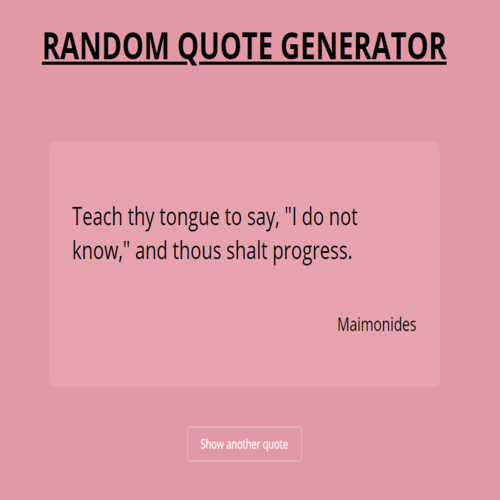 RANDOM QUOTE GENERATOR
Teach thy tongue to say, "I do not
know," and thous shalt progress.
Maimonides
Show another quote